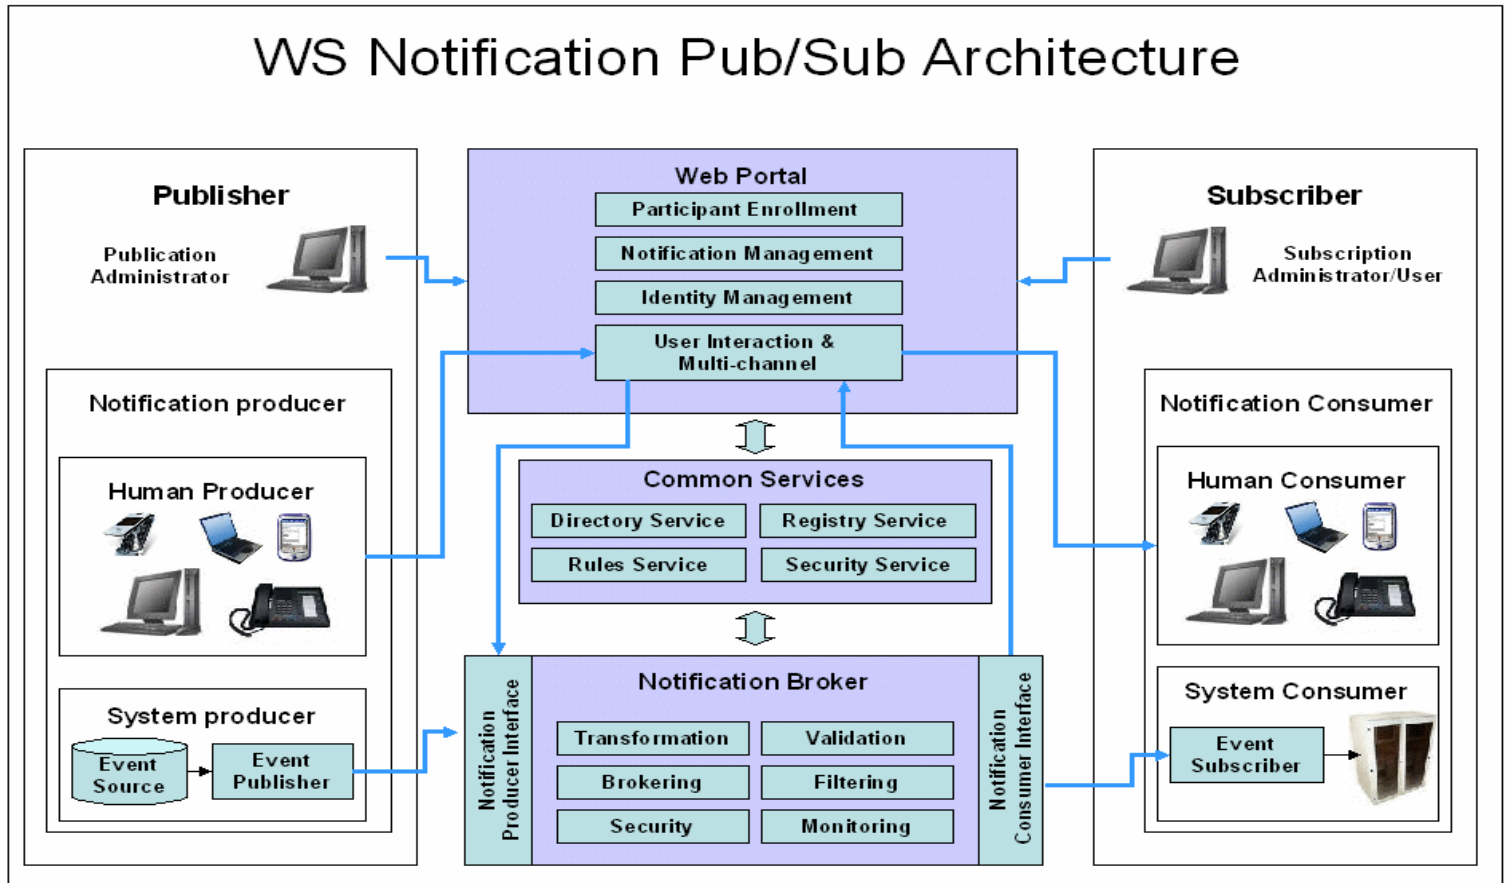 WS Notification Pub/Sub Architecture
Publisher
Publication
Administrator
Notification producer
Human Producer
System producer
Event
Source
Event
Publisher
Web Portal
Participant Enrollment
Notification Management
Identity Management
User Interaction &
Multi-channel
Common Services
Directory Service
Registry Service
Rules Service
Security Service
Notification
Producer Interface
Notification Broker
Transformation
Validation
Brokering
Filtering
Security
Monitoring
Notification
Consumer Interface
Subscriber
Subscription
Administrator/User
Notification Consumer
Human Consumer
System Consumer
Event
Subscriber